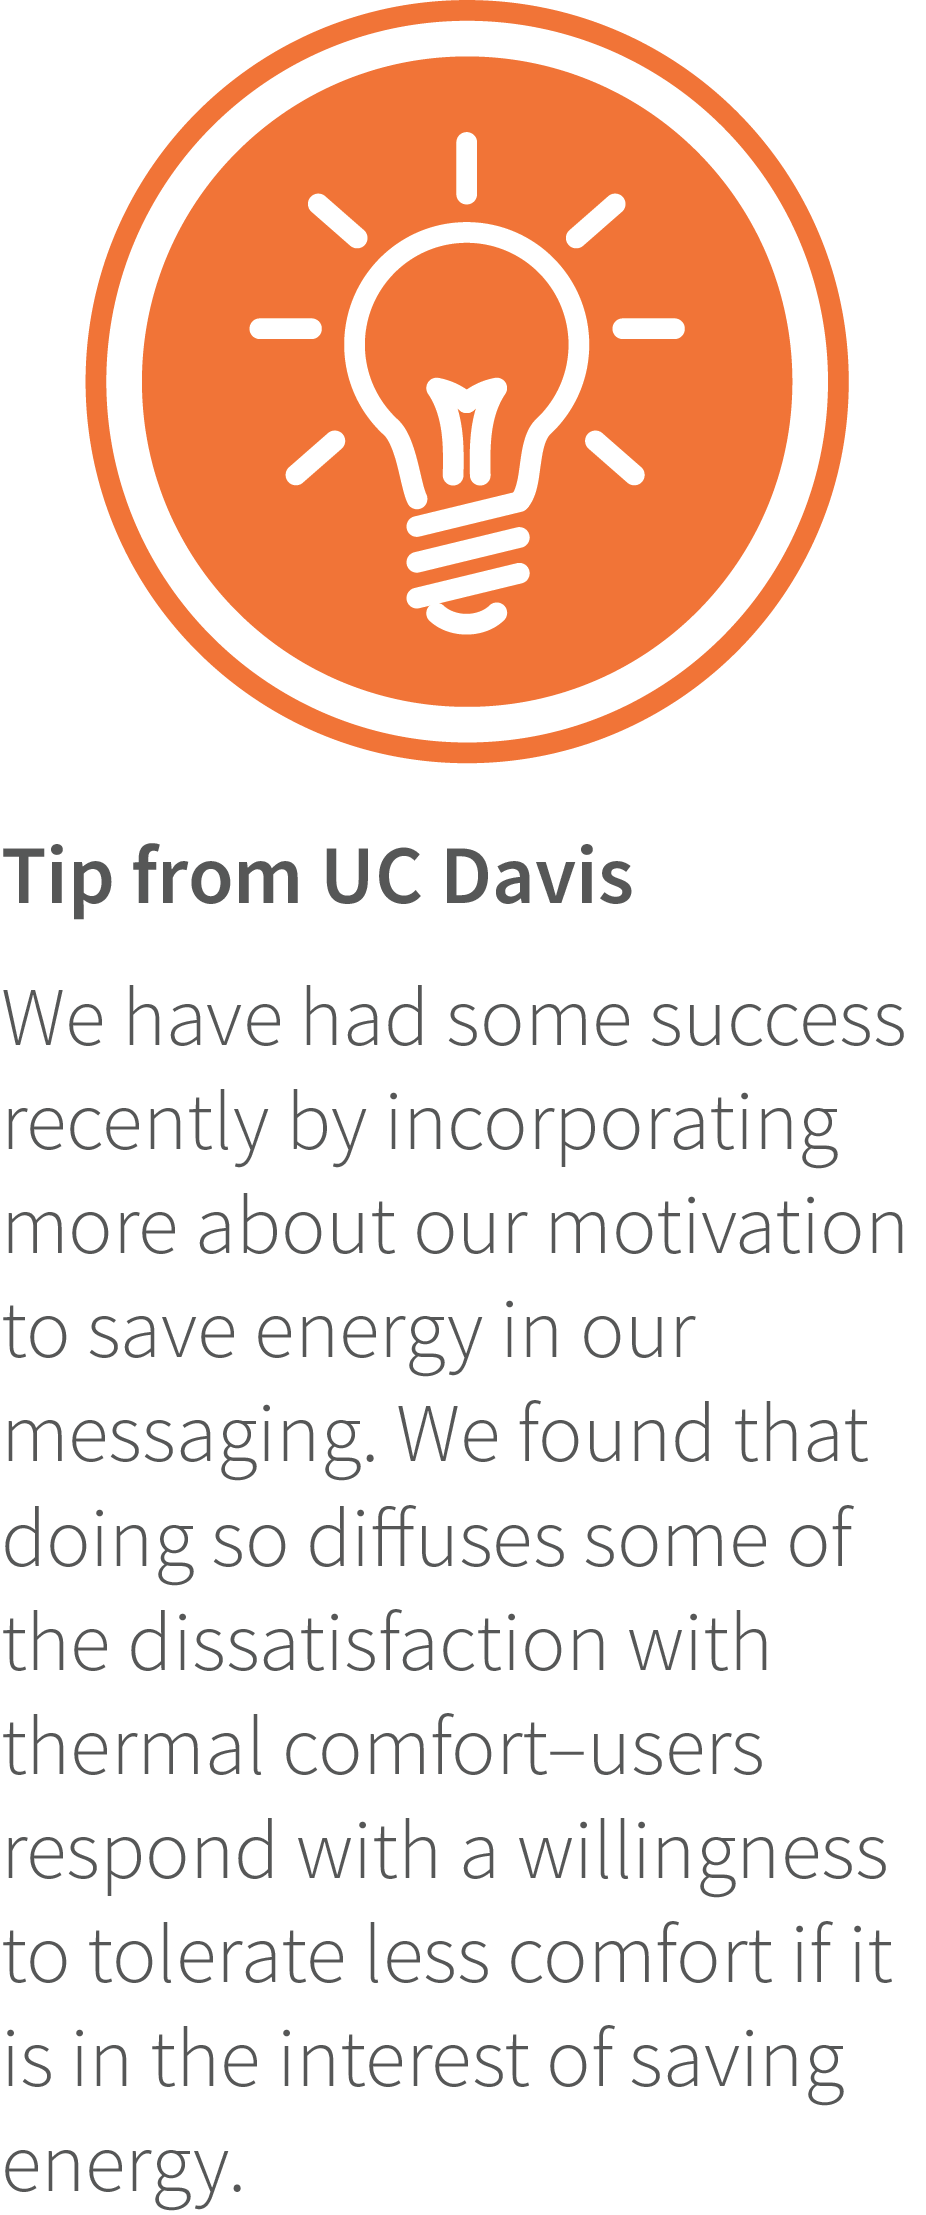 Tip from UC Davis
We have had some success
recently by incorporating
more about our motivation
to save energy in our
messaging. We found that
doing so diffuses some of
the dissatisfaction with
thermal comfort–users
respond with a willingness
to tolerate less comfort if it
is in the interest of saving
energy.